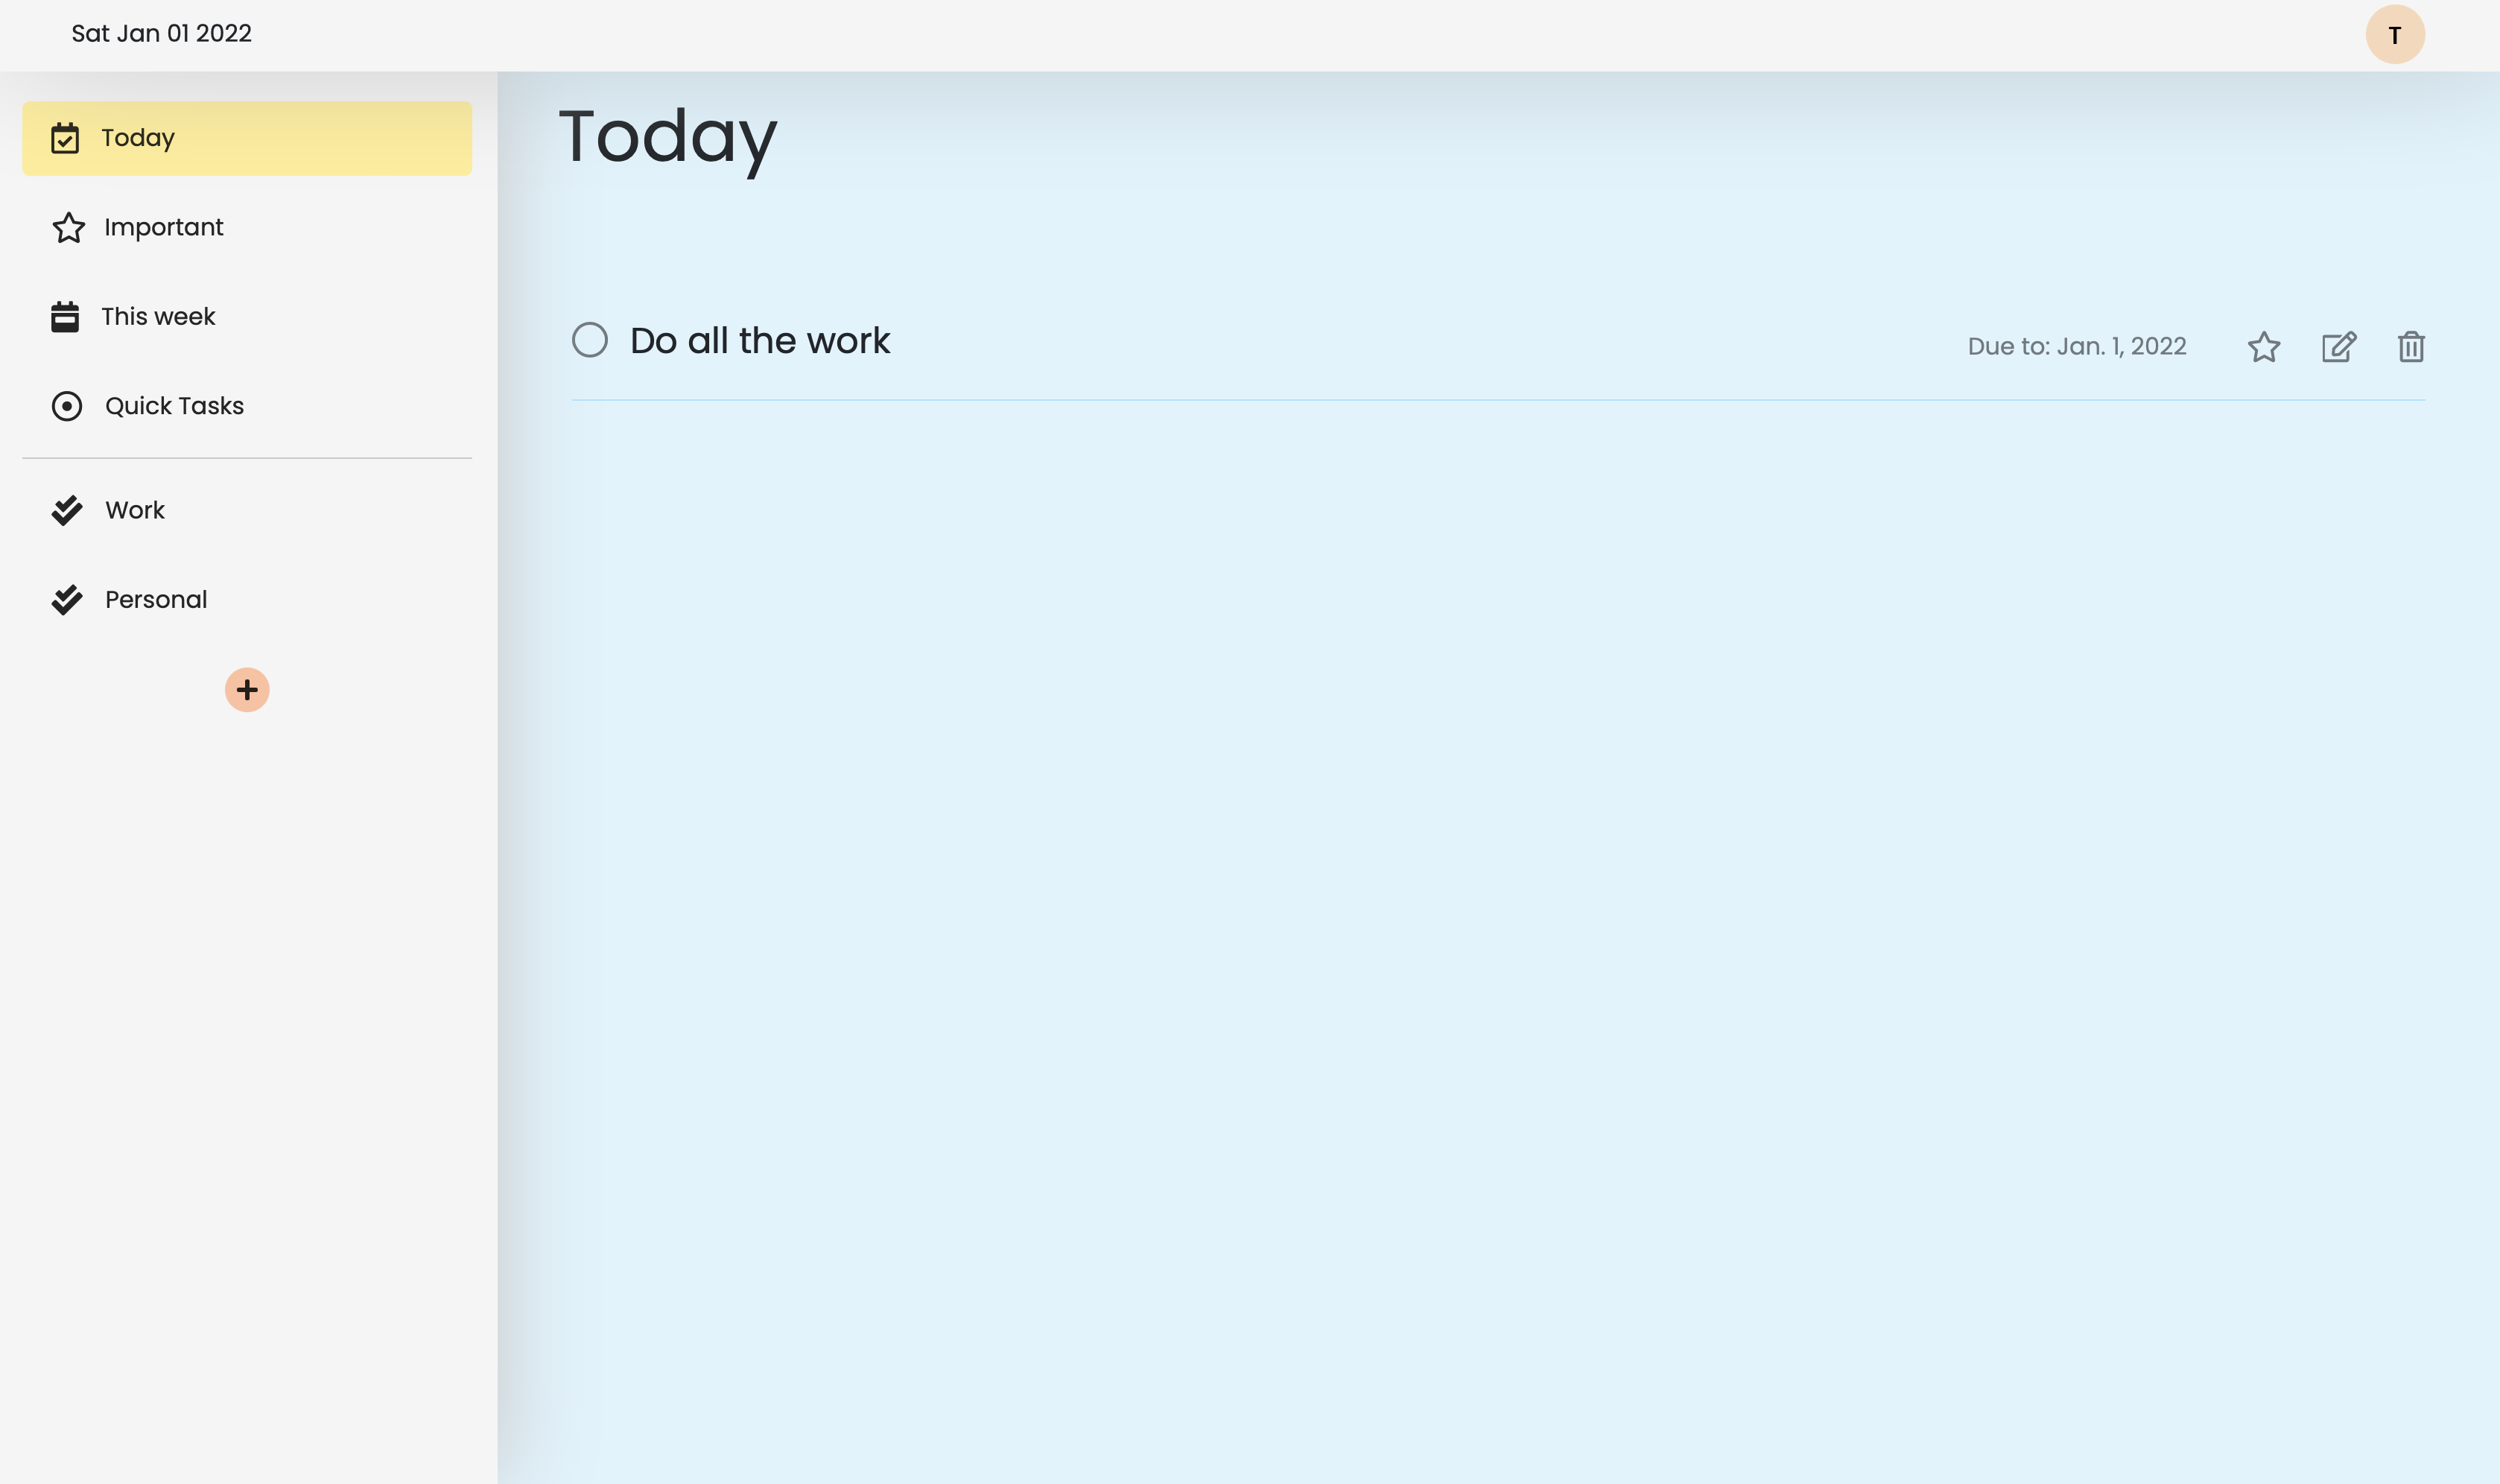 Sat Jan 01 2022
T
Today
Important
This week
Quick Tasks
Work
Personal
Today
Do all the work
Due to: Jan. 1, 2022